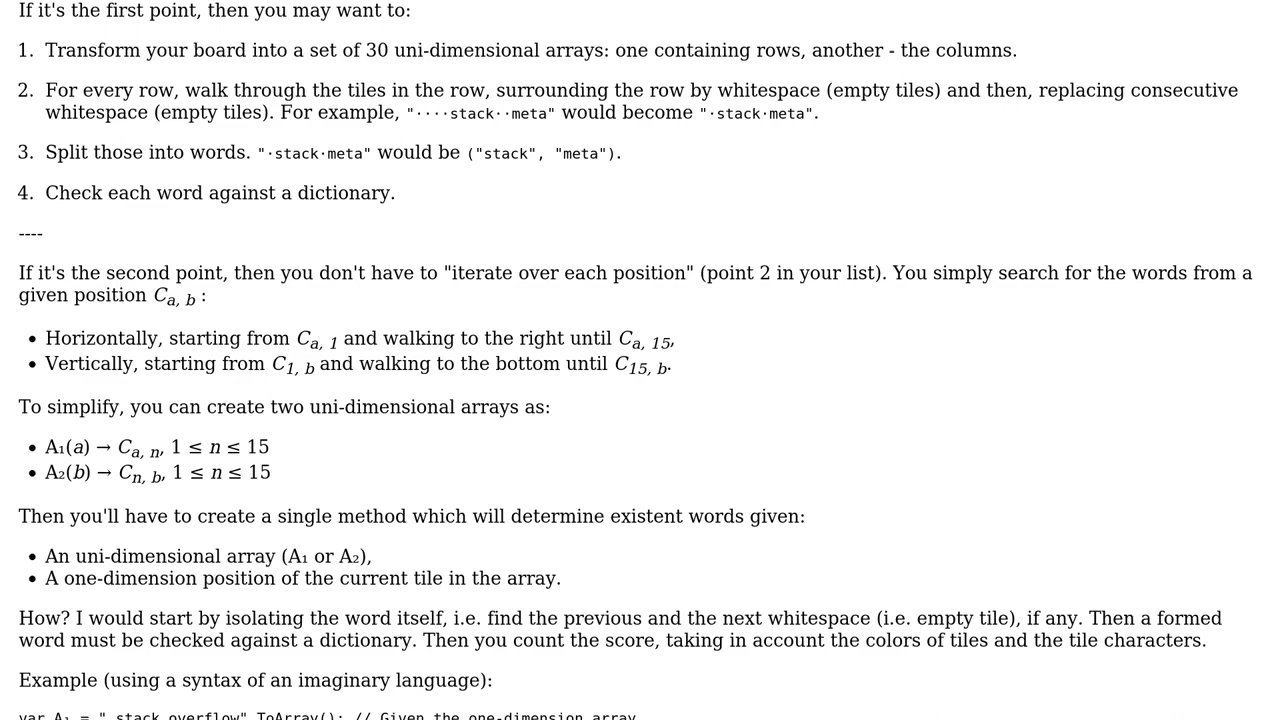 If it's the first point, then you may want to:
1. Transform your board into a set of 30 uni-dimensional arrays: one containing rows, another - the columns.
2. For every row, walk through the tiles in the row, surrounding the row by whitespace (empty tiles) and then, replacing consecutive
whitespace (empty tiles). For example, "····stack··meta" would become "·stack·meta".
3. Split those into words. "·stack·meta" would be ("stack", "meta").
4. Check each word against a dictionary.
----
If it's the second point, then you don't have to "iterate over each position" (point 2 in your list). You simply search for the words from a
given position Ca, b :
• Horizontally, starting from Ca, 1 and walking to the right until Ca, 15,
• Vertically, starting from C1, b and walking to the bottom until C15, b.
To simplify, you can create two uni-dimensional arrays as:
• A₁(a) → Ca, n, 1 ≤ n ≤ 15
• A₂(b) → Cn, b, 1 ≤ n ≤ 15
Then you'll have to create a single method which will determine existent words given:
• An uni-dimensional array (A₁ or A₂),
• A one-dimension position of the current tile in the array.
How? I would start by isolating the word itself, i.e. find the previous and the next whitespace (i.e. empty tile), if any. Then a formed
word must be checked against a dictionary. Then you count the score, taking in account the colors of tiles and the tile characters.
Example (using a syntax of an imaginary language):
var A₁ = " stack overflow".ToArray(); // Given the one-dimension array